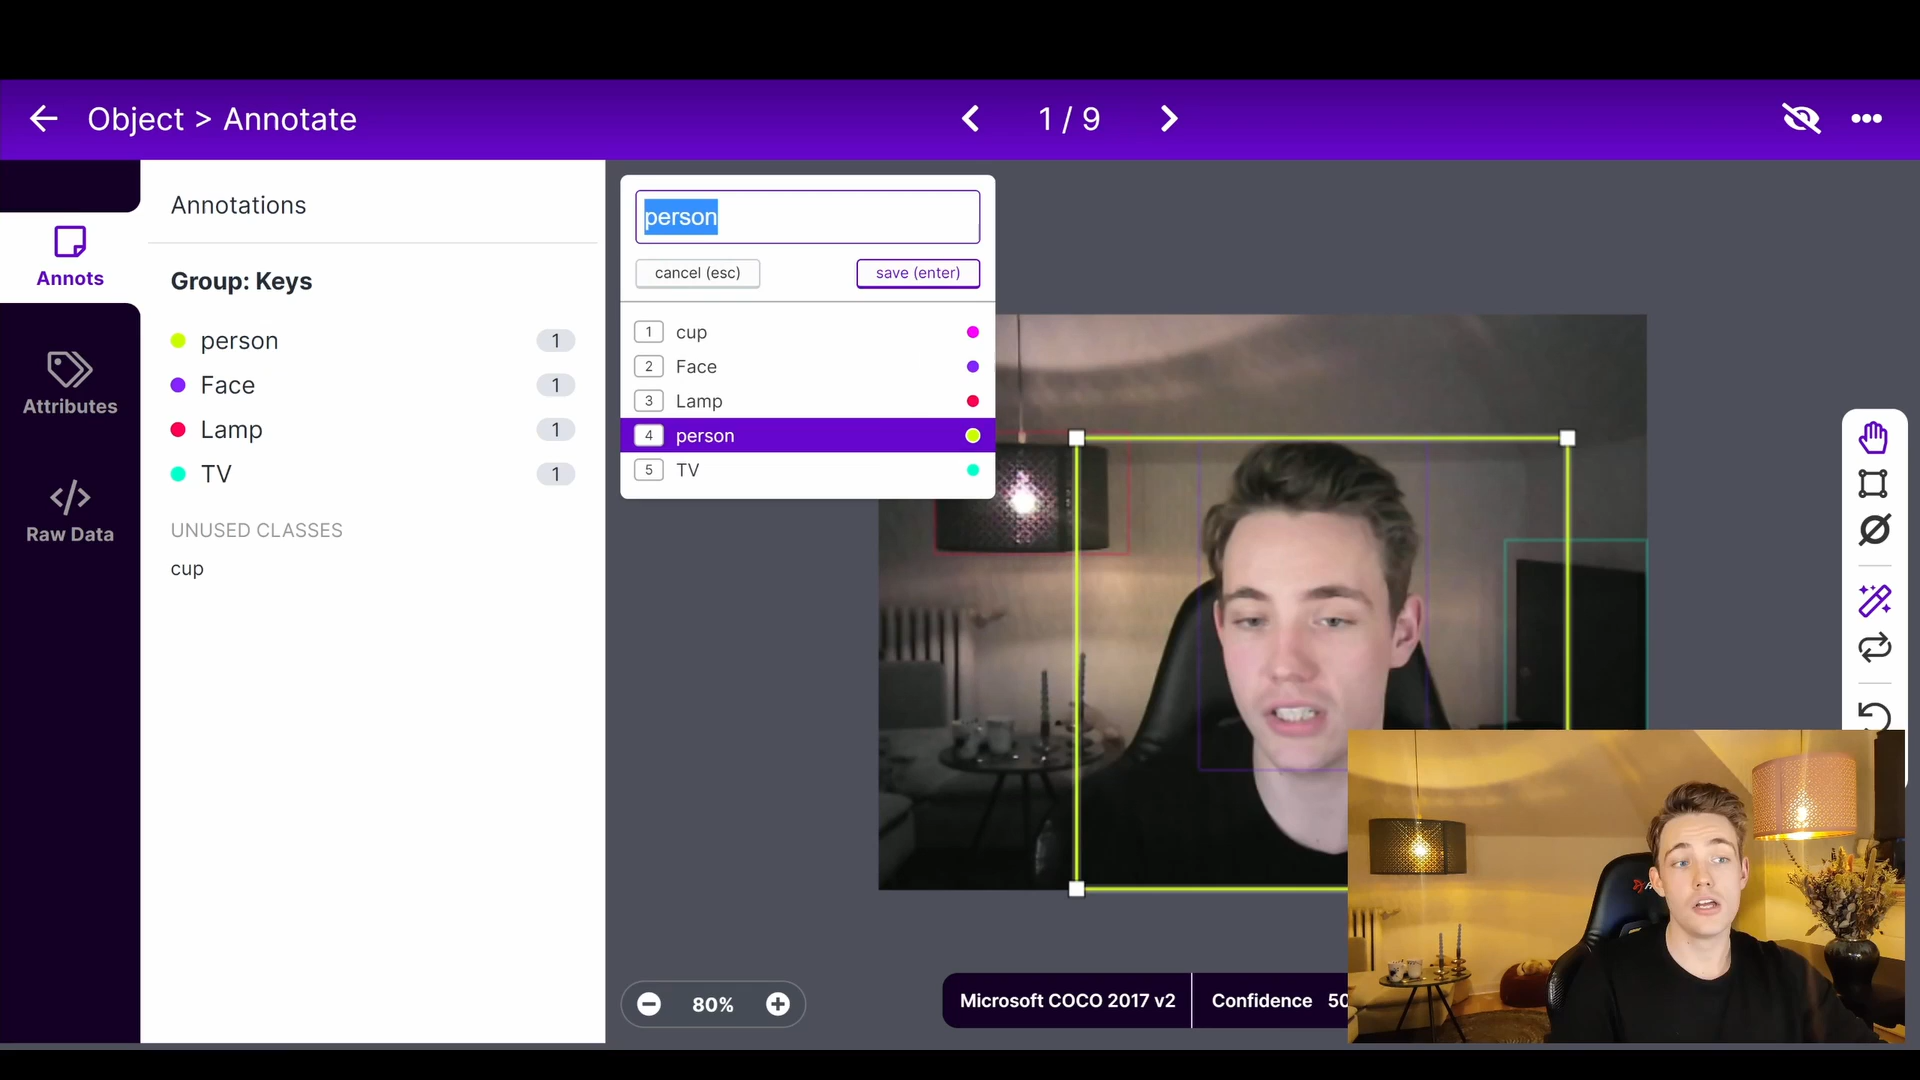 Object > Annotate
1 / 9
Annots
Attributes
Raw Data
Annotations
Group: Keys
person 1
Face 1
Lamp 1
TV 1
UNUSED CLASSES
cup
person
cancel (esc) save (enter)
1 cup
2 Face
3 Lamp
4 person
5 TV
80%
Microsoft COCO 2017 v2 Confidence 50